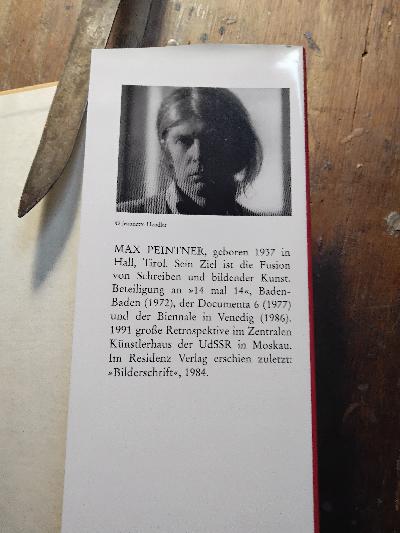 ©
MAX PEINTNER, geboren 1937 in
Hall, Tirol. Sein Ziel ist die Fusion
von Schreiben und bildender Kunst.
Beteiligung an »14 mal 14«, Baden-
Baden (1972), der Documenta 6 (1977)
und der Biennale in Venedig (1986).
1991 große Retrospektive im Zentralen
Künstlerhaus der UdSSR in Moskau.
Im Residenz Verlag erschien zuletzt:
»Bilderschrift«, 1984.